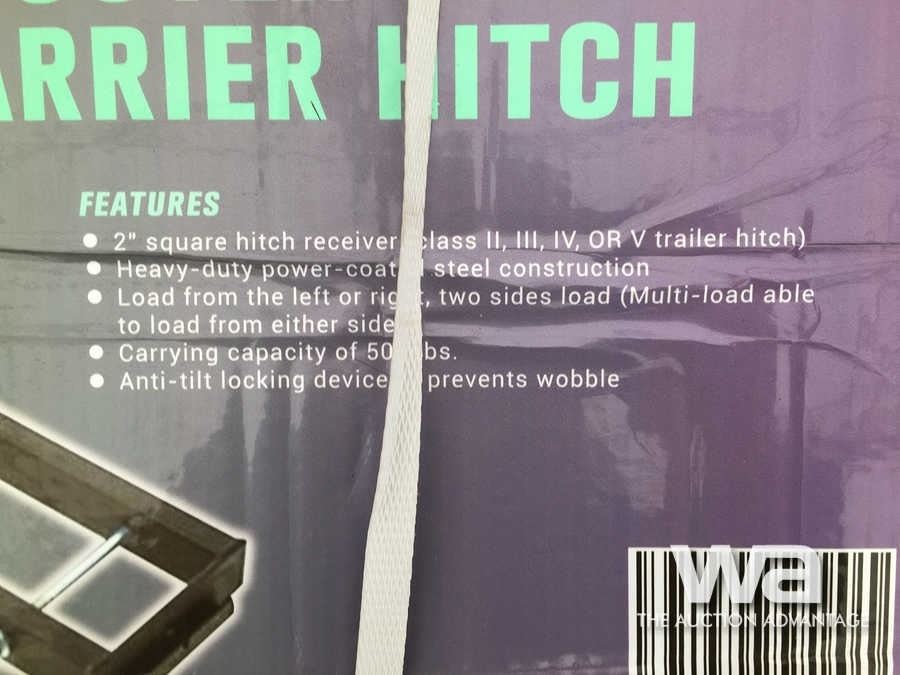 ARRIER HITCH
FEATURES
• 2" square hitch receiver class II, III, IV, OR V trailer hitch)
• Heavy-duty power-coat steel construction
• Load from the left or right, two sides load (Multi-load able
to load from either side
• Carrying capacity of 50 bs.
• Anti-tilt locking device prevents wobble
wa
THE AUCTION ADVANTAGE